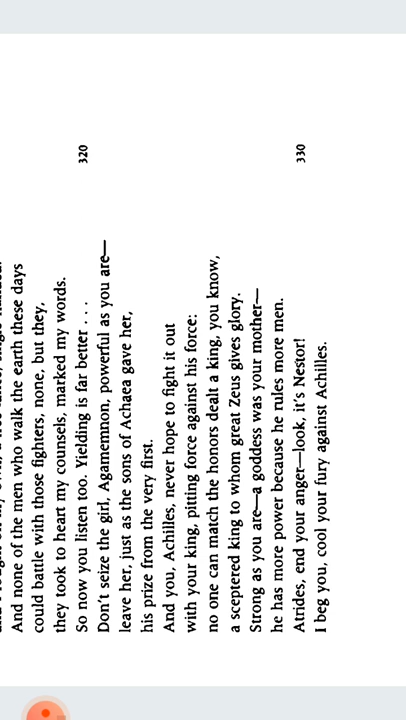 And none of the men who walk the earth these days
could battle with those fighters, none, but they,
they took to heart my counsels, marked my words.
So now you listen too. Yielding is far better . . . 320
Don't seize the girl, Agamemnon, powerful as you are—
leave her, just as the sons of Achaea gave her,
his prize from the very first.
And you, Achilles, never hope to fight it out
with your king, pitting force against his force:
no one can match the honors dealt a king, you know,
a sceptered king to whom great Zeus gives glory.
Strong as you are—a goddess was your mother—
he has more power because he rules more men.
Atrides, end your anger—look, it's Nestor! 330
I beg you, cool your fury against Achilles.